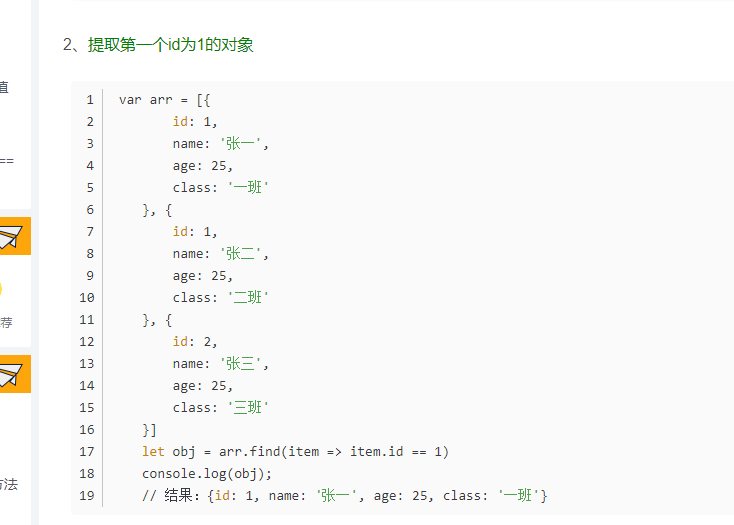 2、提取第一个id为1的对象
值
==
荐
方法
1 var arr = [{
2 id: 1,
3 name: '张一',
4 age: 25,
5 class: '一班'
6 }, {
7 id: 1,
8 name: '张二',
9 age: 25,
10 class: '二班'
11 }, {
12 id: 2,
13 name: '张三',
14 age: 25,
15 class: '三班'
16 }]
17 let obj = arr.find(item => item.id == 1)
18 console.log(obj);
19 // 结果：{id: 1, name: '张一', age: 25, class: '一班'}